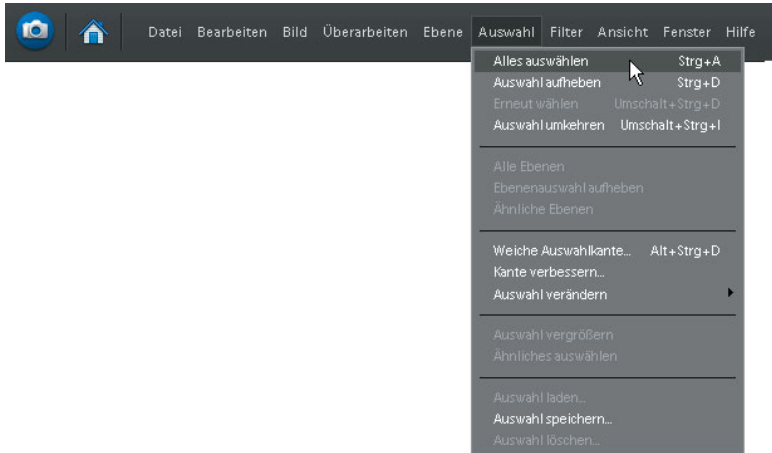 Datei Bearbeiten Bild Überarbeiten Ebene Auswahl Filter Ansicht Fenster Hilfe
Alles auswählen Strg+A
Auswahl aufheben Strg+D
Erneut wählen Umschalt+Strg+D
Auswahl umkehren Umschalt+Strg+I
Alle Ebenen
Ebenenauswahl aufheben
Ähnliche Ebenen
Weiche Auswahlkante... Alt+Strg+D
Kante verbessern...
Auswahl verändern
Auswahl vergrößern
Ähnliches auswählen
Auswahl laden...
Auswahl speichern...
Auswahl löschen...